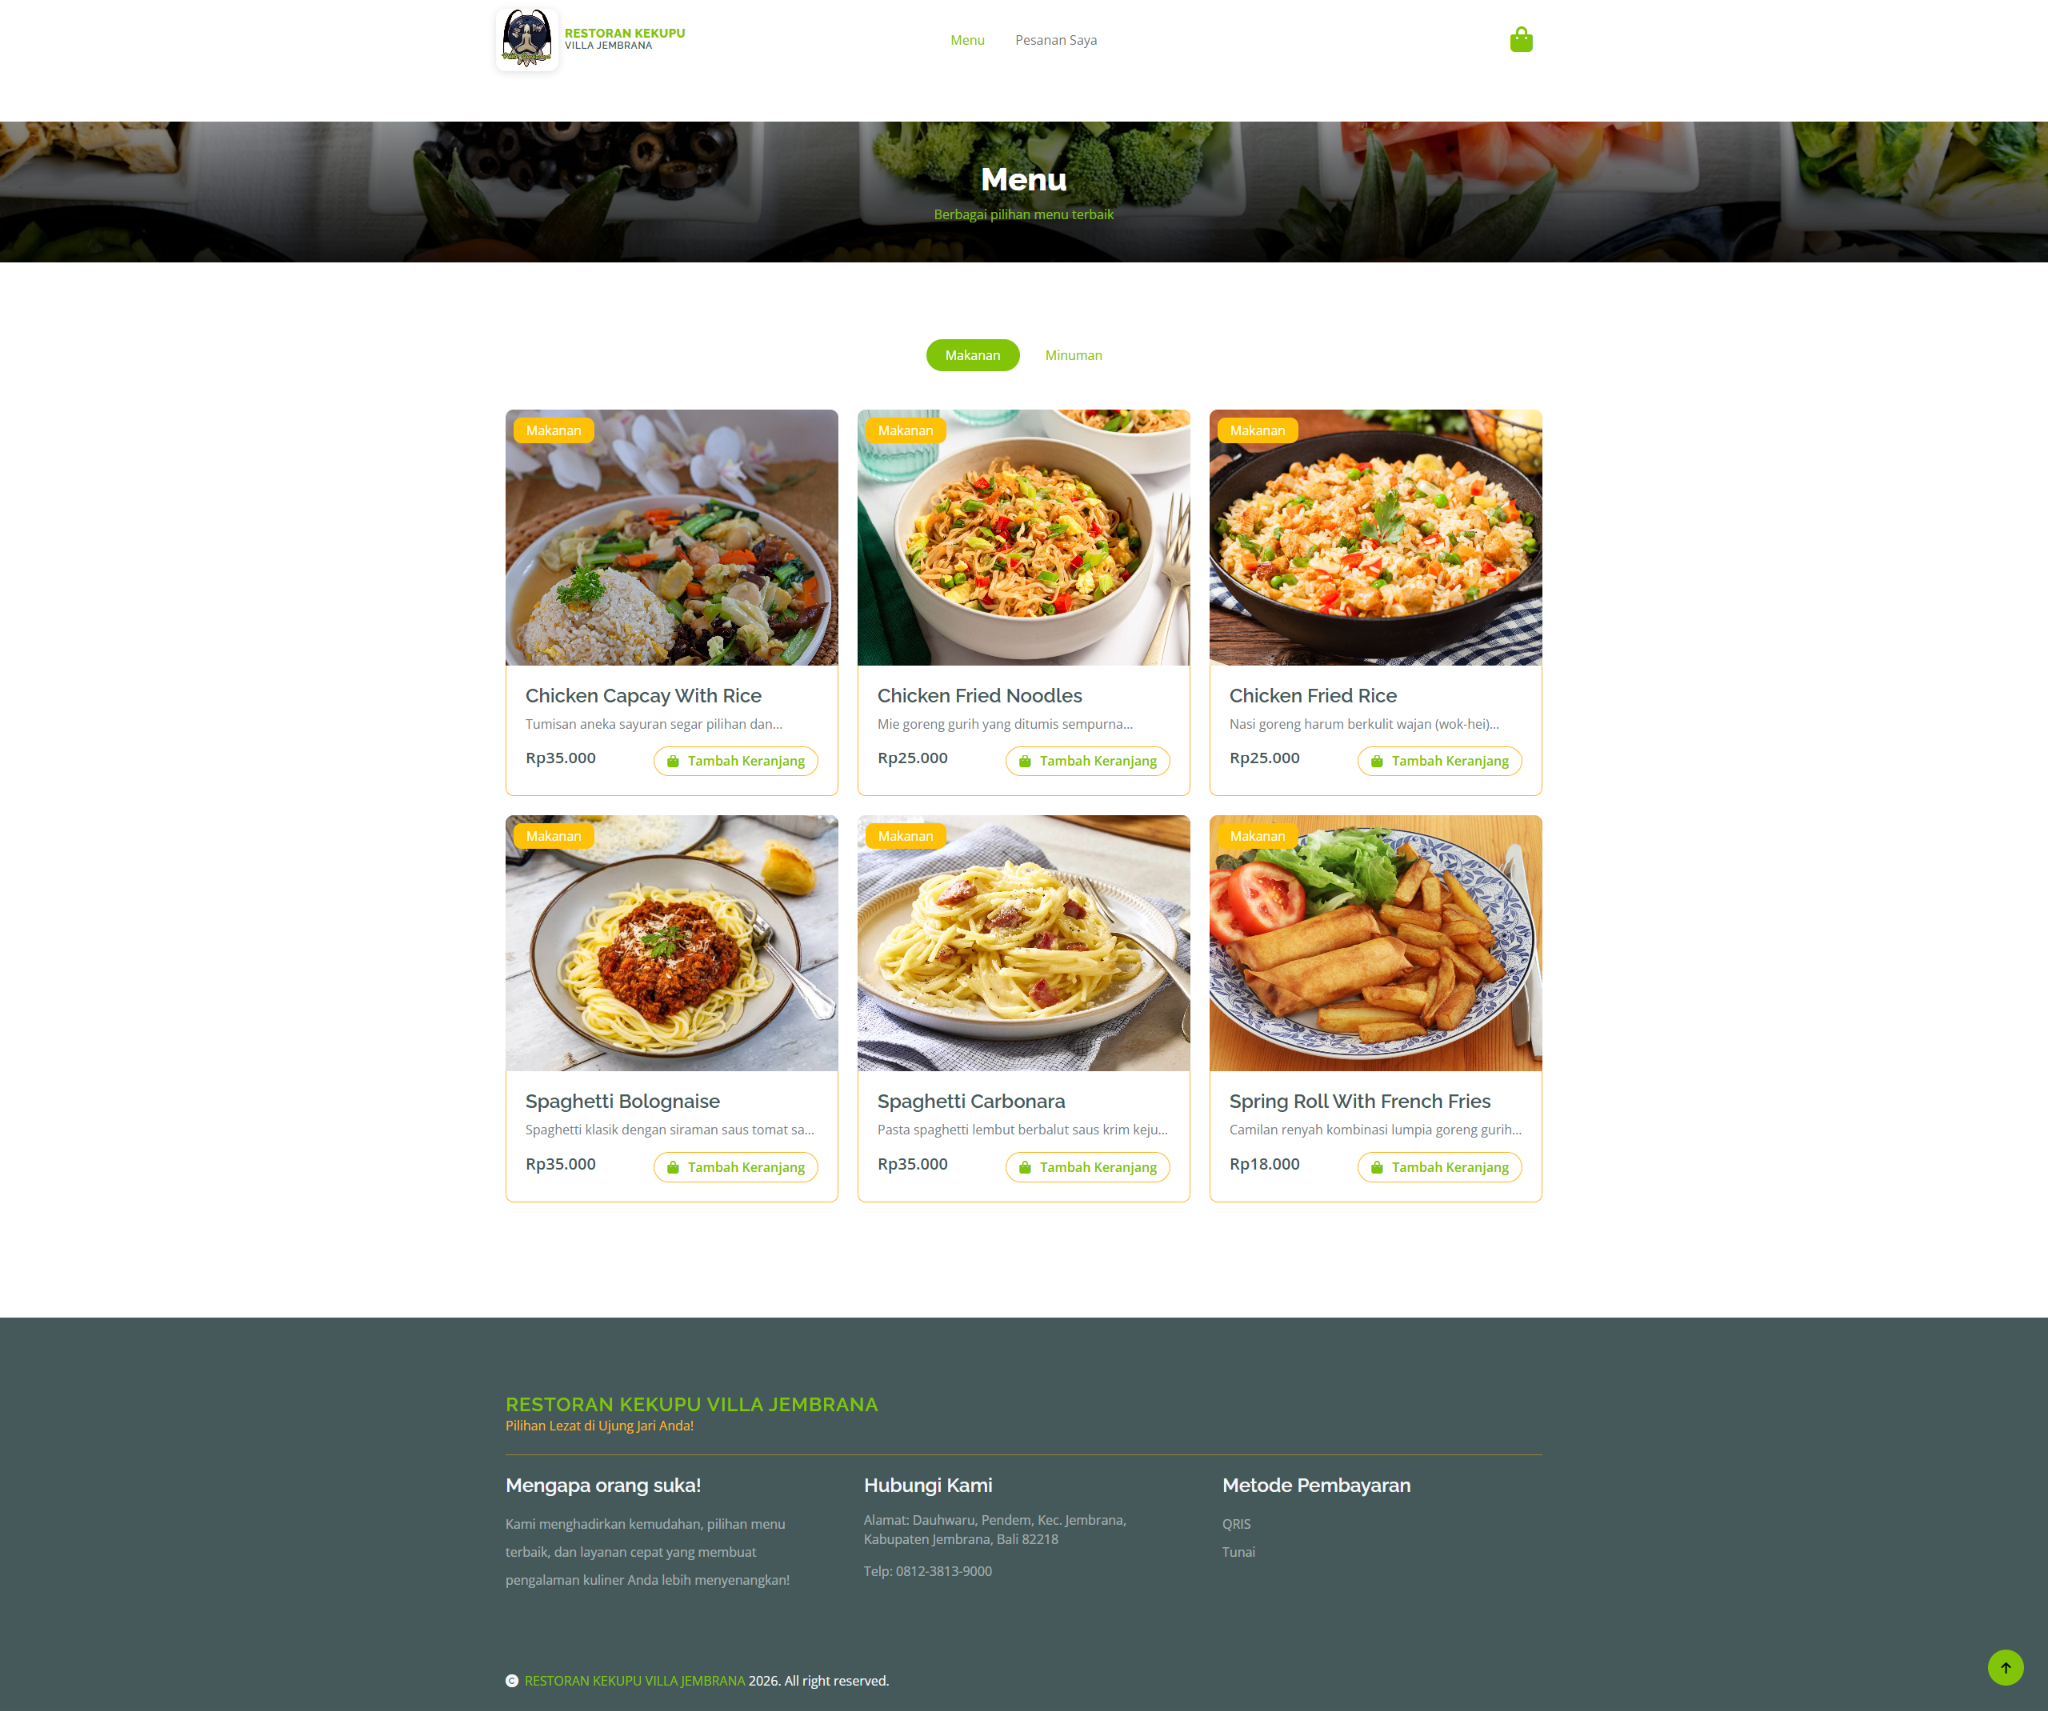 RESTORAN KEKUPU
VILLA JEMBRANA
Menu
Pesanan Saya
Menu
Berbagai pilihan menu terbaik
Makanan
Minuman
Makanan
Chicken Capcay With Rice
Tumisan aneka sayuran segar pilihan dan...
Rp35.000
Tambah Keranjang
Makanan
Chicken Fried Noodles
Mie goreng gurih yang ditumis sempurna...
Rp25.000
Tambah Keranjang
Makanan
Chicken Fried Rice
Nasi goreng harum berkulit wajan (wok-hei)...
Rp25.000
Tambah Keranjang
Makanan
Spaghetti Bolognaise
Spaghetti klasik dengan siraman saus tomat sa...
Rp35.000
Tambah Keranjang
Makanan
Spaghetti Carbonara
Pasta spaghetti lembut berbalut saus krim keju...
Rp35.000
Tambah Keranjang
Makanan
Spring Roll With French Fries
Camilan renyah kombinasi lumpia goreng gurih...
Rp18.000
Tambah Keranjang
RESTORAN KEKUPU VILLA JEMBRANA
Pilihan Lezat di Ujung Jari Anda!
Mengapa orang suka!
Kami menghadirkan kemudahan, pilihan menu
terbaik, dan layanan cepat yang membuat
pengalaman kuliner Anda lebih menyenangkan!
Hubungi Kami
Alamat: Dauhwaru, Pendem, Kec. Jembrana,
Kabupaten Jembrana, Bali 82218
Telp: 0812-3813-9000
Metode Pembayaran
QRIS
Tunai
© RESTORAN KEKUPU VILLA JEMBRANA 2026. All right reserved.